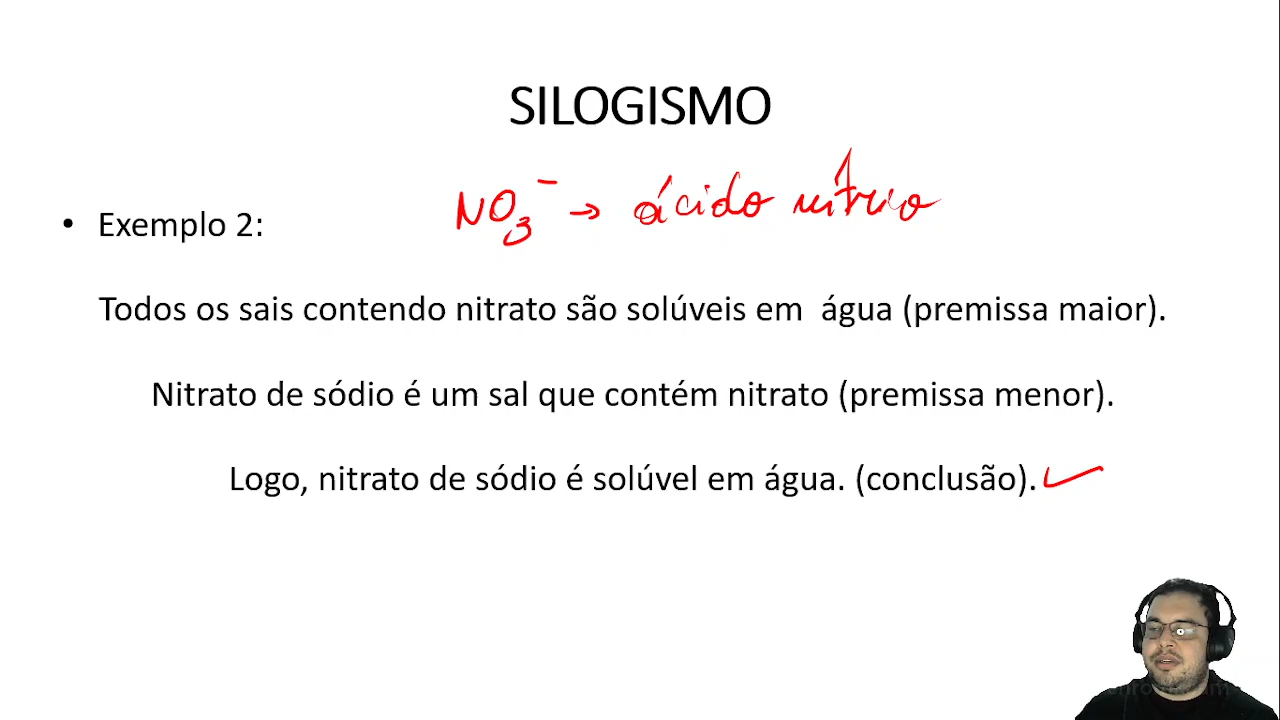 SILOGISMO
NO3- → ácido nítrico
• Exemplo 2:
Todos os sais contendo nitrato são solúveis em água (premissa maior).
Nitrato de sódio é um sal que contém nitrato (premissa menor).
Logo, nitrato de sódio é solúvel em água. (conclusão).